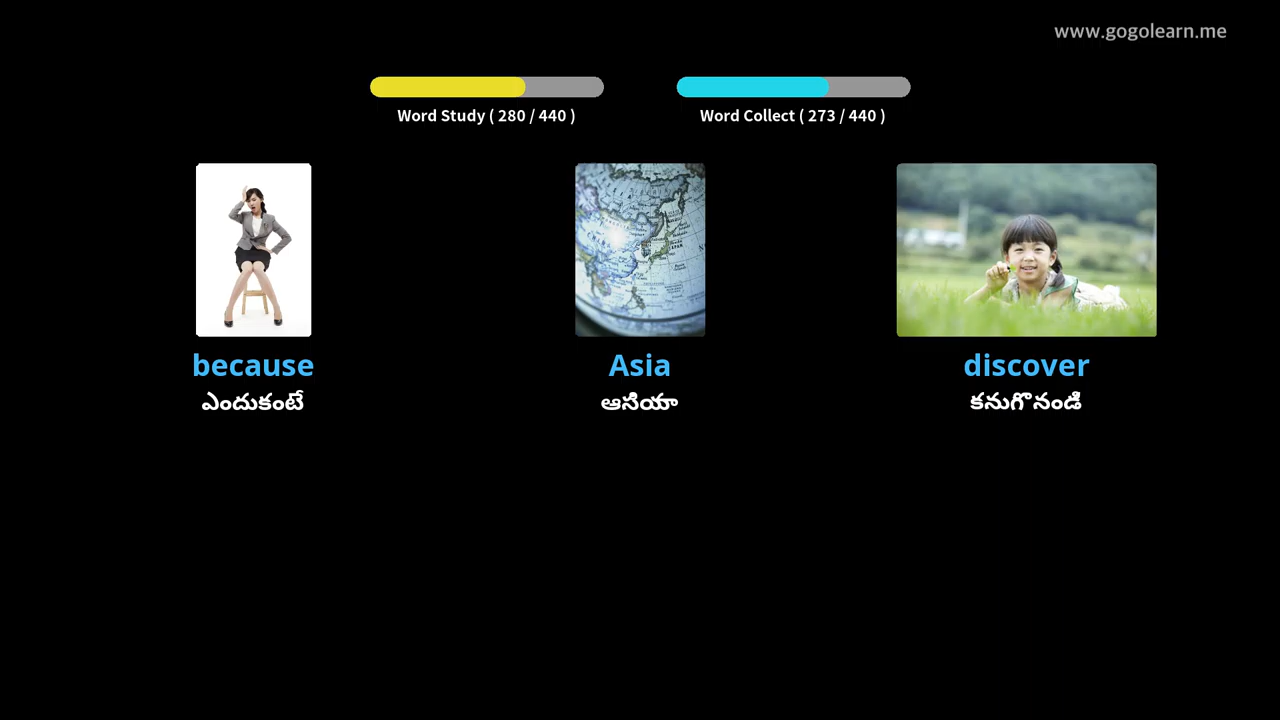 www.gogolearn.me
Word Study ( 280 / 440 )
Word Collect ( 273 / 440 )
because
ఎందుకంటే
Asia
ఆసియా
discover
కనుగొనండి